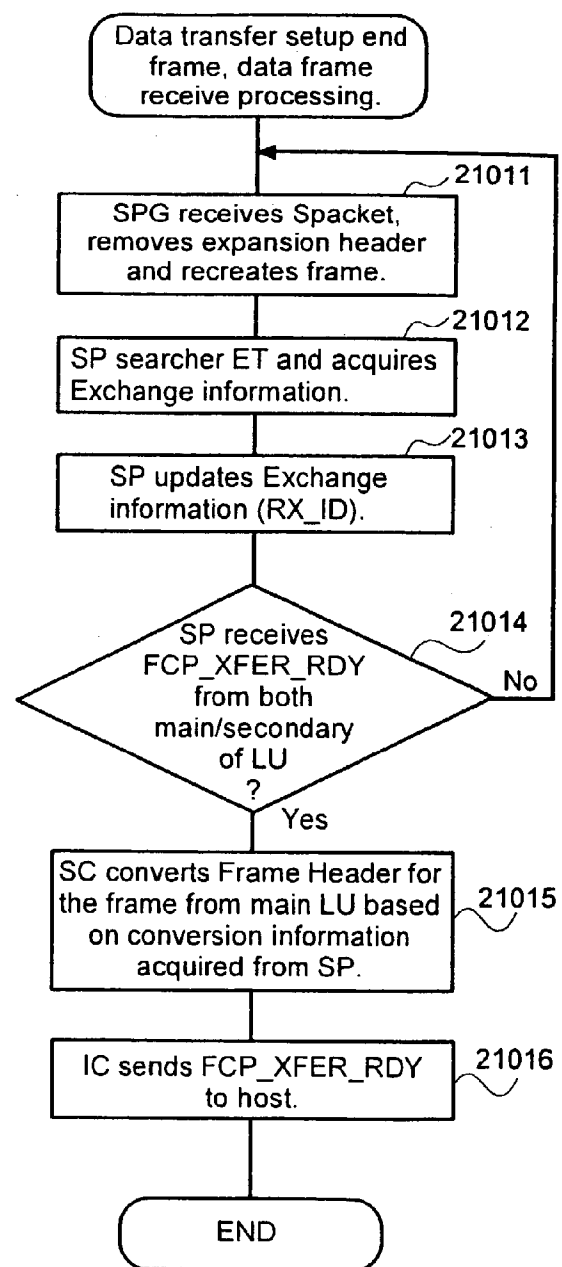 Data transfer setup end
frame, data frame
receive processing.
21011
SPG receives Spacket,
removes expansion header
and recreates frame.
21012
SP searcher ET and acquires
Exchange information.
21013
SP updates Exchange
information (RX_ID).
21014
SP receives
FCP_XFER_RDY
from both
main/secondary
of LU
?
No
Yes
SC converts Frame Header for
the frame from main LU based
on conversion information
acquired from SP.
21015
IC sends FCP_XFER_RDY
to host.
21016
END